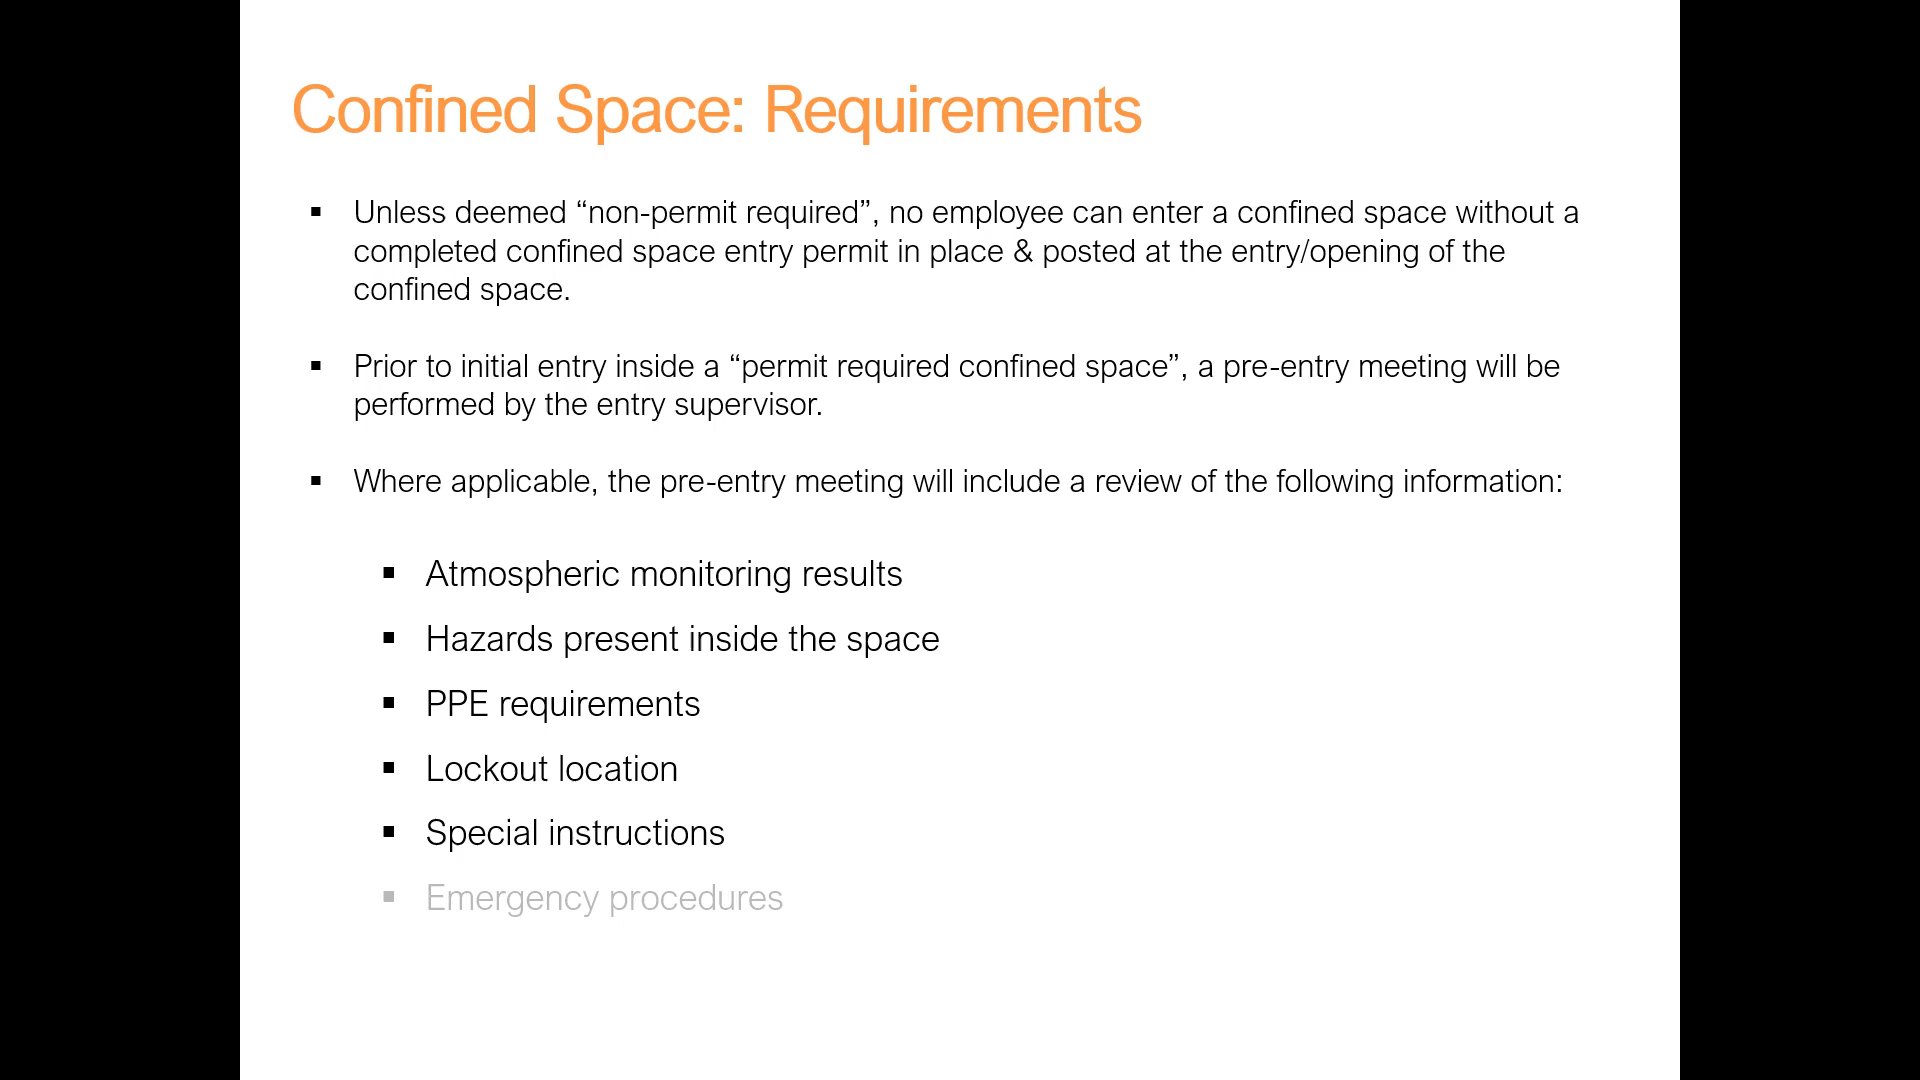 Confined Space: Requirements
▪ Unless deemed “non-permit required”, no employee can enter a confined space without a
completed confined space entry permit in place & posted at the entry/opening of the
confined space.
▪ Prior to initial entry inside a “permit required confined space”, a pre-entry meeting will be
performed by the entry supervisor.
▪ Where applicable, the pre-entry meeting will include a review of the following information:
▪ Atmospheric monitoring results
▪ Hazards present inside the space
▪ PPE requirements
▪ Lockout location
▪ Special instructions
▪ Emergency procedures